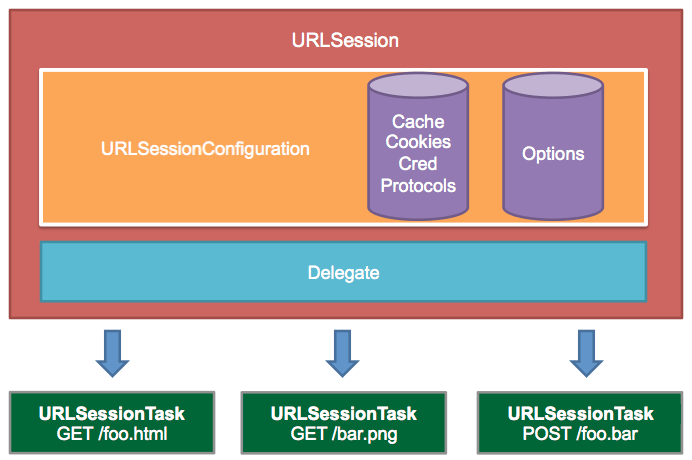 URLSession
URLSessionConfiguration
Cache
Cookies
Cred
Protocols
Options
Delegate
URLSessionTask
GET /foo.html
URLSessionTask
GET /bar.png
URLSessionTask
POST /foo.bar